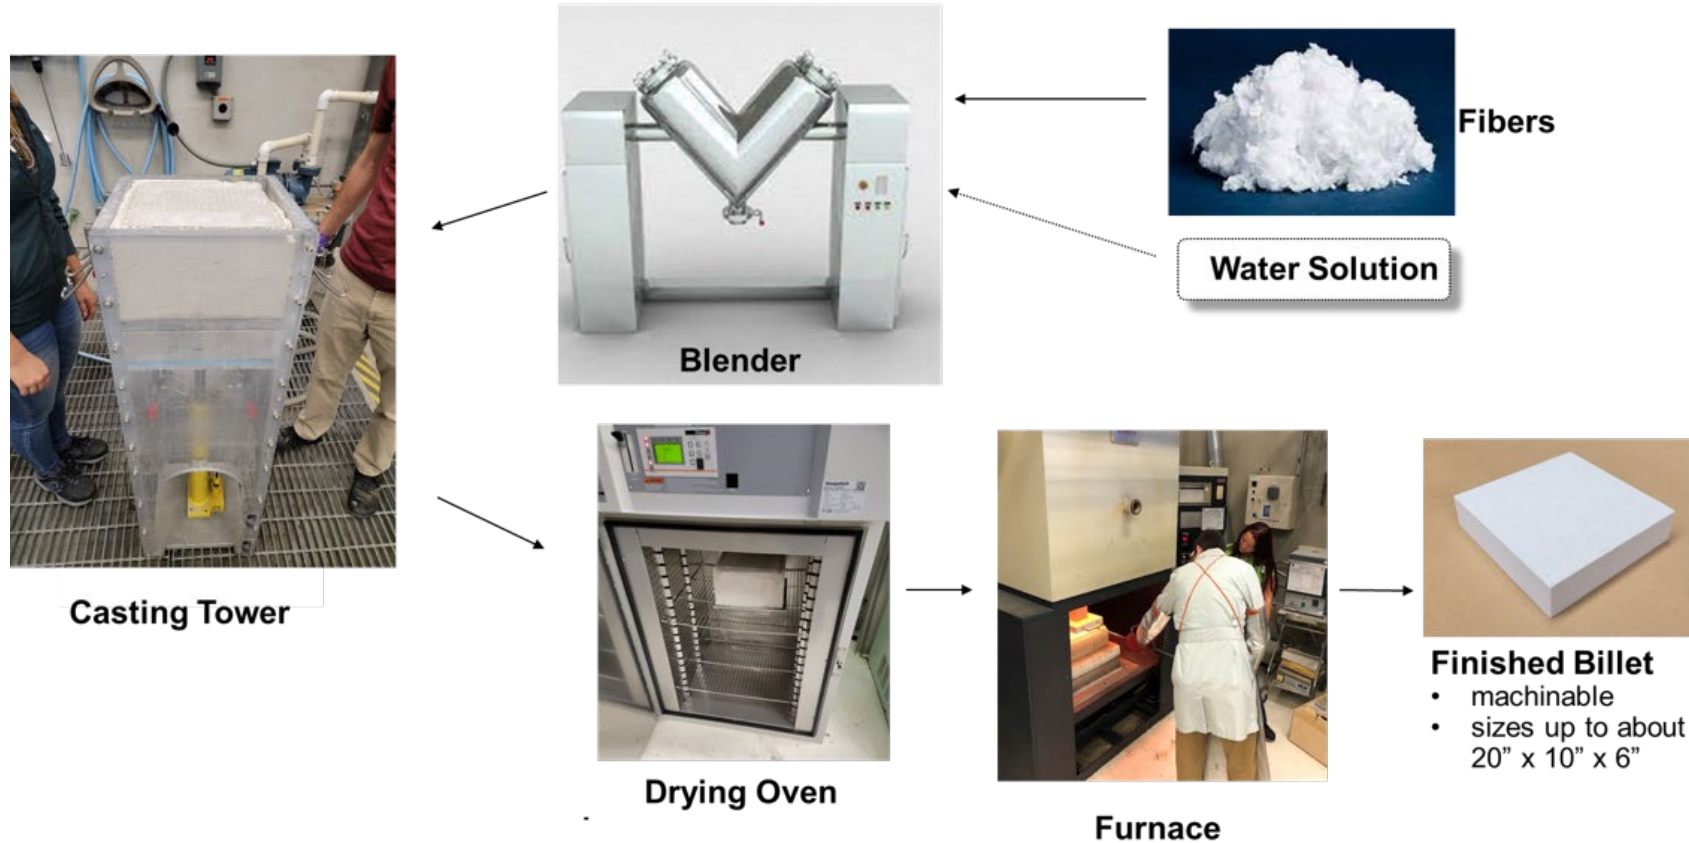 Fibers
Water Solution
Blender
Casting Tower
Drying Oven
Furnace
Finished Billet
• machinable
• sizes up to about
20” x 10” x 6”